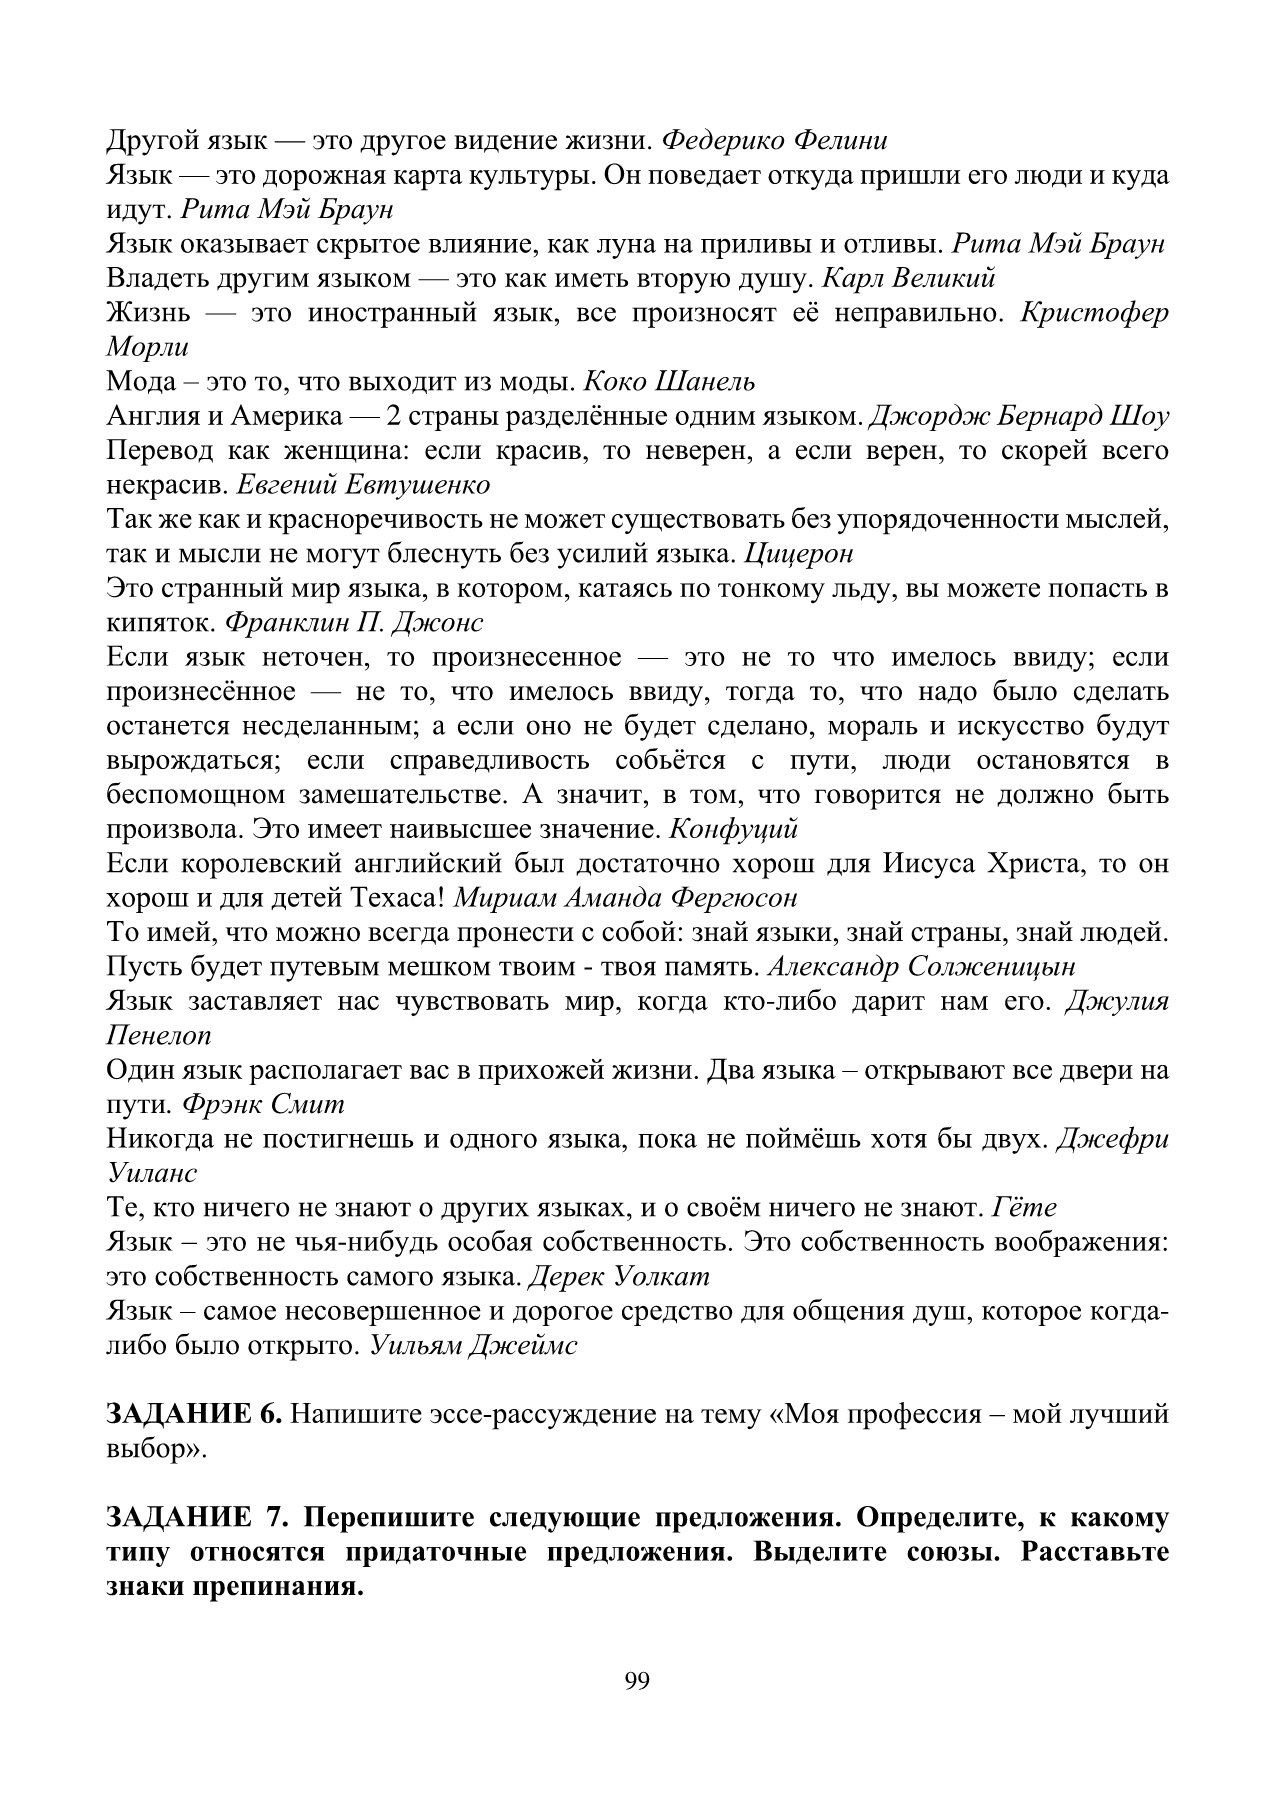 Другой язык — это другое видение жизни. Федерико Фелини
Язык — это дорожная карта культуры. Он поведает откуда пришли его люди и куда
идут. Рита Мэй Браун
Язык оказывает скрытое влияние, как луна на приливы и отливы. Рита Мэй Браун
Владеть другим языком — это как иметь вторую душу. Карл Великий
Жизнь — это иностранный язык, все произносят её неправильно. Кристофер
Морли
Мода – это то, что выходит из моды. Коко Шанель
Англия и Америка — 2 страны разделённые одним языком. Джордж Бернард Шоу
Перевод как женщина: если красив, то неверен, а если верен, то скорей всего
некрасив. Евгений Евтушенко
Так же как и красноречивость не может существовать без упорядоченности мыслей,
так и мысли не могут блеснуть без усилий языка. Цицерон
Это странный мир языка, в котором, катаясь по тонкому льду, вы можете попасть в
кипяток. Франклин П. Джонс
Если язык неточен, то произнесенное — это не то что имелось ввиду; если
произнесённое — не то, что имелось ввиду, тогда то, что надо было сделать
останется несделанным; а если оно не будет сделано, мораль и искусство будут
вырождаться; если справедливость собьётся с пути, люди остановятся в
беспомощном замешательстве. А значит, в том, что говорится не должно быть
произвола. Это имеет наивысшее значение. Конфуций
Если королевский английский был достаточно хорош для Иисуса Христа, то он
хорош и для детей Техаса! Мириам Аманда Фергюсон
То имей, что можно всегда пронести с собой: знай языки, знай страны, знай людей.
Пусть будет путевым мешком твоим - твоя память. Александр Солженицын
Язык заставляет нас чувствовать мир, когда кто-либо дарит нам его. Джулия
Пенелоп
Один язык располагает вас в прихожей жизни. Два языка – открывают все двери на
пути. Фрэнк Смит
Никогда не постигнешь и одного языка, пока не поймёшь хотя бы двух. Джефри
Уиланс
Те, кто ничего не знают о других языках, и о своём ничего не знают. Гёте
Язык – это не чья-нибудь особая собственность. Это собственность воображения:
это собственность самого языка. Дерек Уолкат
Язык – самое несовершенное и дорогое средство для общения душ, которое когда-
либо было открыто. Уильям Джеймс
ЗАДАНИЕ 6. Напишите эссе-рассуждение на тему «Моя профессия – мой лучший
выбор».
ЗАДАНИЕ 7. Перепишите следующие предложения. Определите, к какому
типу относятся придаточные предложения. Выделите союзы. Расставьте
знаки препинания.
99